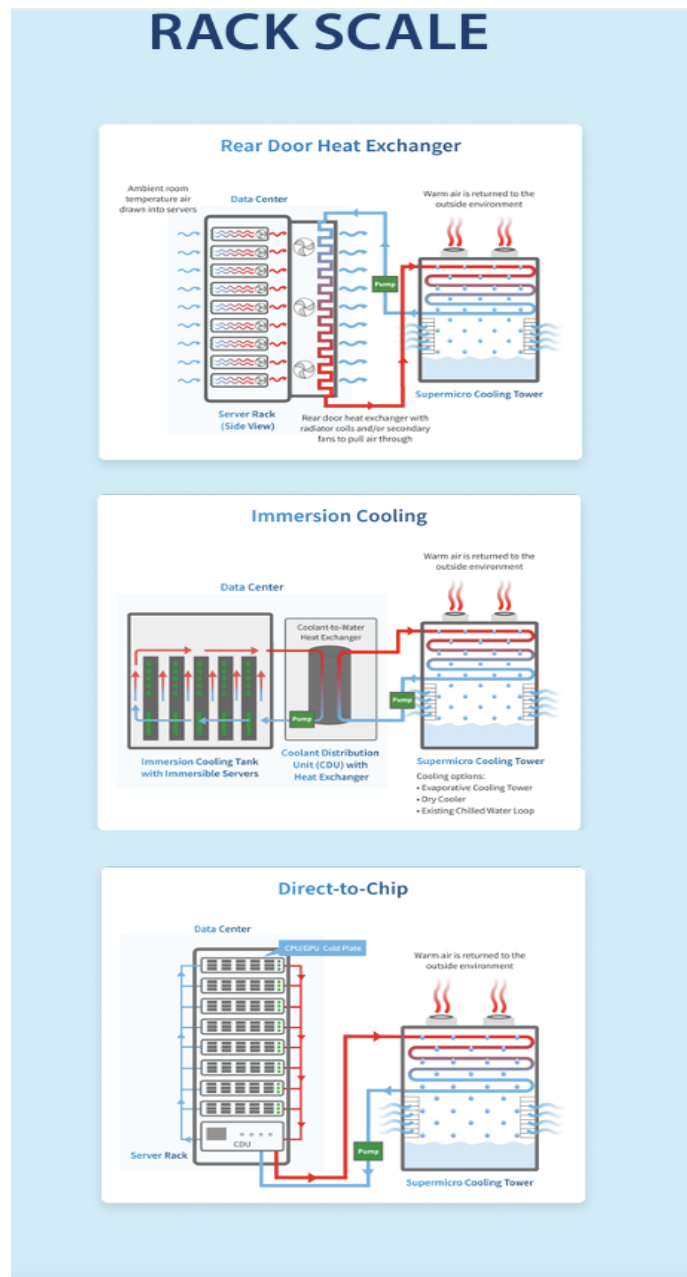 RACK SCALE
Rear Door Heat Exchanger
Ambient room
temperature air
drawn into servers
Data Center
Warm air is returned to the
outside environment
Pump
Server Rack
(Side View)
Rear door heat exchanger with
radiator coils and/or secondary
fans to pull air through
Supermicro Cooling Tower
Immersion Cooling
Warm air is returned to the
outside environment
Data Center
Coolant-to-Water
Heat Exchanger
Pump
Pump
Immersion Cooling Tank
with Immersible Servers
Coolant Distribution
Unit (CDU) with
Heat Exchanger
Supermicro Cooling Tower
Cooling options:
• Evaporative Cooling Tower
• Dry Cooler
• Existing Chilled Water Loop
Direct-to-Chip
Data Center
CPU/GPU Cold Plate
Warm air is returned to the
outside environment
CDU
Server Rack
Pump
Supermicro Cooling Tower